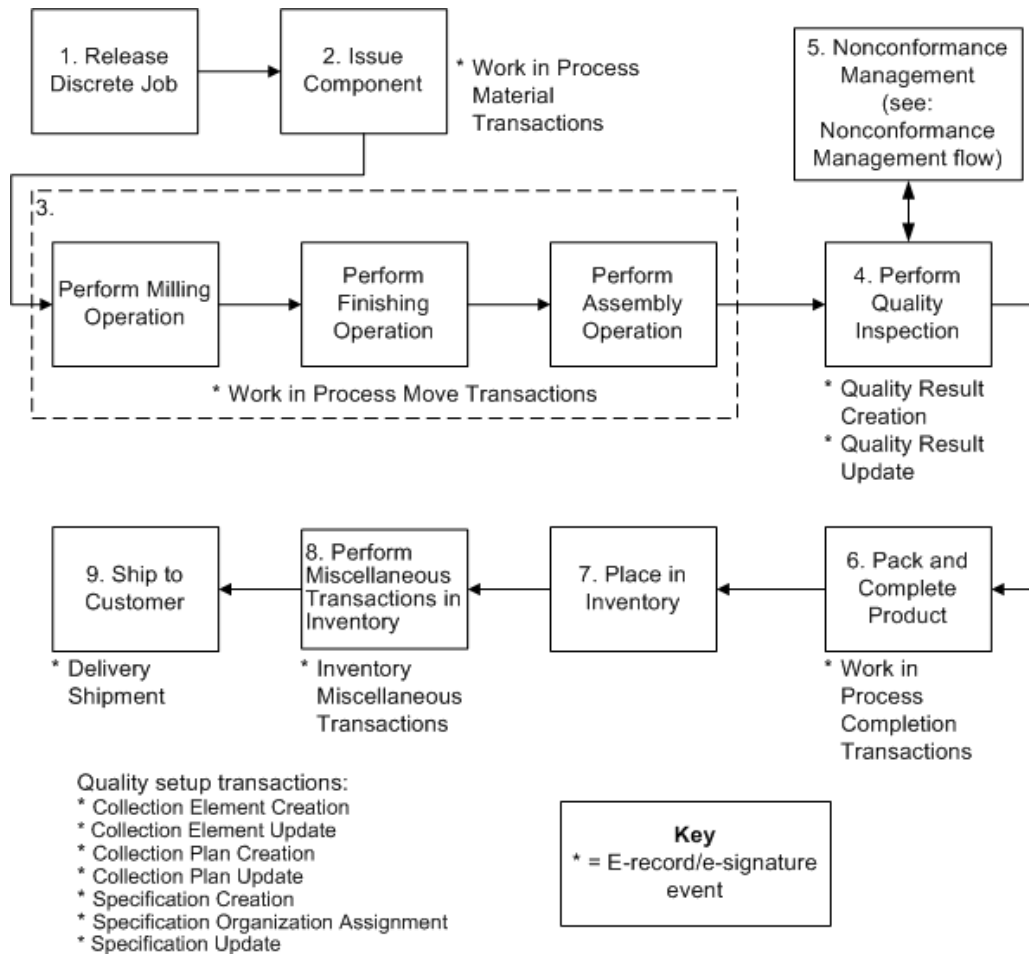 1. Release
Discrete Job
2. Issue
Component
* Work in Process
Material
Transactions
5. Nonconformance
Management
(see:
Nonconformance
Management flow)
3.
Perform Milling
Operation
Perform
Finishing
Operation
Perform
Assembly
Operation
* Work in Process Move Transactions
4. Perform
Quality
Inspection
* Quality Result
Creation
* Quality Result
Update
9. Ship to
Customer
* Delivery
Shipment
8. Perform
Miscellaneous
Transactions in
Inventory
* Inventory
Miscellaneous
Transactions
7. Place in
Inventory
6. Pack and
Complete
Product
* Work in
Process
Completion
Transactions
Quality setup transactions:
* Collection Element Creation
* Collection Element Update
* Collection Plan Creation
* Collection Plan Update
* Specification Creation
* Specification Organization Assignment
* Specification Update
Key
* = E-record/e-signature
event